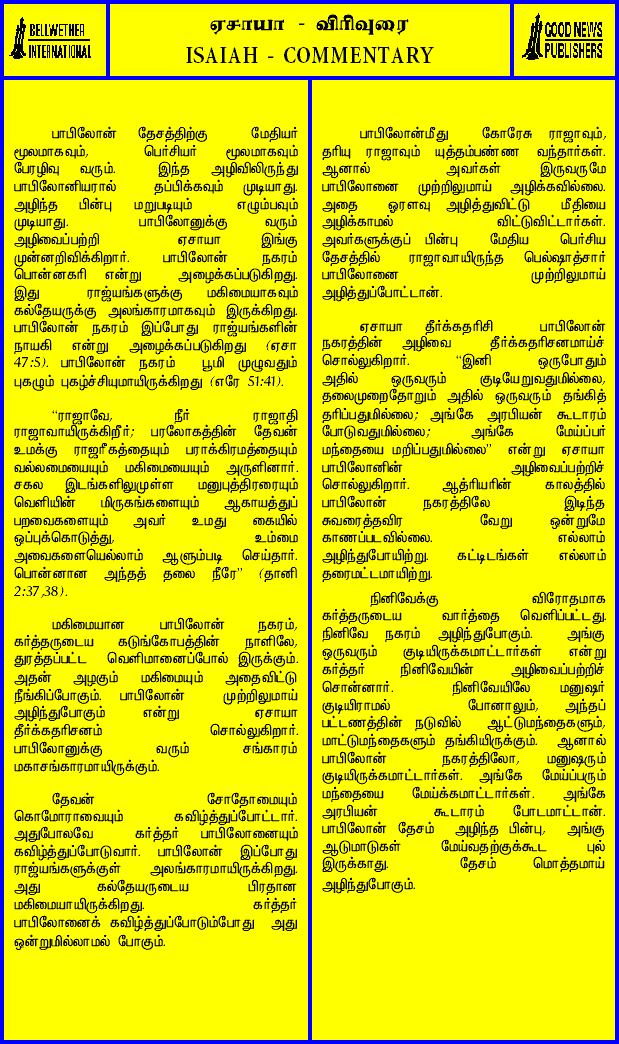 BELLWETHER
INTERNATIONAL
ஏசாயா - விரிவுரை
ISAIAH - COMMENTARY
GOOD NEWS
PUBLISHERS
பாபிலோன் தேசத்திற்கு மேதியர்
மூலமாகவும், பெர்சியர் மூலமாகவும்
பேரழிவு வரும். இந்த அழிவிலிருந்து
பாபிலோனியரால் தப்பிக்கவும் முடியாது.
அழிந்த பின்பு மறுபடியும் எழும்பவும்
முடியாது. பாபிலோனுக்கு வரும்
அழிவைப்பற்றி ஏசாயா இங்கு
முன்னறிவிக்கிறார். பாபிலோன் நகரம்
பொன்னகரி என்று அழைக்கப்படுகிறது.
இது ராஜ்யங்களுக்கு மகிமையாகவும்
கல்தேயருக்கு அலங்காரமாகவும் இருக்கிறது.
பாபிலோன் நகரம் இப்போது ராஜ்யங்களின்
நாயகி என்று அழைக்கப்படுகிறது (ஏசா
47:5). பாபிலோன் நகரம் பூமி முழுவதும்
புகழும் புகழ்ச்சியுமாயிருக்கிறது (எரே 51:41).
“ராஜாவே, நீர் ராஜாதி
ராஜாவாயிருக்கிறீர்; பரலோகத்தின் தேவன்
உமக்கு ராஜரீகத்தையும் பராக்கிரமத்தையும்
வல்லமையையும் மகிமையையும் அருளினார்.
சகல இடங்களிலுமுள்ள மனுபுத்திரரையும்
வெளியின் மிருகங்களையும் ஆகாயத்துப்
பறவைகளையும் அவர் உமது கையில்
ஒப்புக்கொடுத்து, உம்மை
அவைகளையெல்லாம் ஆளும்படி செய்தார்.
பொன்னான அந்தத் தலை நீரே” (தானி
2:37,38).
மகிமையான பாபிலோன் நகரம்,
கர்த்தருடைய கடுங்கோபத்தின் நாளிலே,
துரத்தப்பட்ட வெளிமானைப்போல் இருக்கும்.
அதன் அழகும் மகிமையும் அதைவிட்டு
நீங்கிப்போகும். பாபிலோன் முற்றிலுமாய்
அழிந்துபோகும் என்று ஏசாயா
தீர்க்கதரிசனம் சொல்லுகிறார்.
பாபிலோனுக்கு வரும் சங்காரம்
மகாசங்காரமாயிருக்கும்.
தேவன் சோதோமையும்
கொமோராவையும் கவிழ்த்துப்போட்டார்.
அதுபோலவே கர்த்தர் பாபிலோனையும்
கவிழ்த்துப்போடுவார். பாபிலோன் இப்போது
ராஜ்யங்களுக்குள் அலங்காரமாயிருக்கிறது.
அது கல்தேயருடைய பிரதான
மகிமையாயிருக்கிறது. கர்த்தர்
பாபிலோனைக் கவிழ்த்துப்போடும்போது அது
ஒன்றுமில்லாமல் போகும்.
பாபிலோன்மீது கோரேசு ராஜாவும்,
தரியு ராஜாவும் யுத்தம்பண்ண வந்தார்கள்.
ஆனால் அவர்கள் இருவருமே
பாபிலோனை முற்றிலுமாய் அழிக்கவில்லை.
அதை ஓரளவு அழித்துவிட்டு மீதியை
அழிக்காமல் விட்டுவிட்டார்கள்.
அவர்களுக்குப் பின்பு மேதிய பெர்சிய
தேசத்தில் ராஜாவாயிருந்த பெல்ஷாத்சார்
பாபிலோனை முற்றிலுமாய்
அழித்துப்போட்டான்.
ஏசாயா தீர்க்கதரிசி பாபிலோன்
நகரத்தின் அழிவை தீர்க்கதரிசனமாய்ச்
சொல்லுகிறார். “இனி ஒருபோதும்
அதில் ஒருவரும் குடியேறுவதுமில்லை,
தலைமுறைதோறும் அதில் ஒருவரும் தங்கித்
தரிப்பதுமில்லை; அங்கே அரபியன் கூடாரம்
போடுவதுமில்லை; அங்கே மேய்ப்பர்
மந்தையை மறிப்பதுமில்லை” என்று ஏசாயா
பாபிலோனின் அழிவைப்பற்றிச்
சொல்லுகிறார். ஆத்ரியரின் காலத்தில்
பாபிலோன் நகரத்திலே இடிந்த
சுவரைத்தவிர வேறு ஒன்றுமே
காணப்படவில்லை. எல்லாம்
அழிந்துபோயிற்று. கட்டிடங்கள் எல்லாம்
தரைமட்டமாயிற்று.
நினிவேக்கு விரோதமாக
கர்த்தருடைய வார்த்தை வெளிப்பட்டது.
நினிவே நகரம் அழிந்துபோகும். அங்கு
ஒருவரும் குடியிருக்கமாட்டார்கள் என்று
கர்த்தர் நினிவேயின் அழிவைப்பற்றிச்
சொன்னார். நினிவேயிலே மனுஷர்
குடியிராமல் போனாலும், அந்தப்
பட்டணத்தின் நடுவில் ஆட்டுமந்தைகளும்,
மாட்டுமந்தைகளும் தங்கியிருக்கும். ஆனால்
பாபிலோன் நகரத்திலோ, மனுஷரும்
குடியிருக்கமாட்டார்கள். அங்கே மேய்ப்பரும்
மந்தையை மேய்க்கமாட்டார்கள். அங்கே
அரபியன் கூடாரம் போடமாட்டான்.
பாபிலோன் தேசம் அழிந்த பின்பு, அங்கு
ஆடுமாடுகள் மேய்வதற்குக்கூட புல்
இருக்காது. தேசம் மொத்தமாய்
அழிந்துபோகும்.